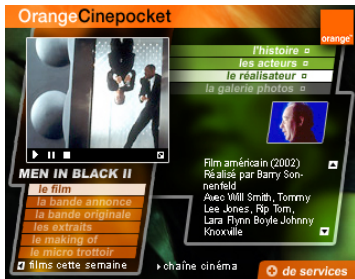 OrangeCinepocket
orange™
l'histoire
les acteurs
le réalisateur
la galerie photos
MEN IN BLACK II
le film
la bande annonce
la bande originale
les extraits
le making of
le micro trottoir
films cette semaine
Film américain (2002)
Réalisé par Barry Son-
nenfeld
Avec Will Smith, Tommy
Lee Jones, Rip Torn,
Lara Flynn Boyle Johnny
Knoxville
chaîne cinéma
+ de services